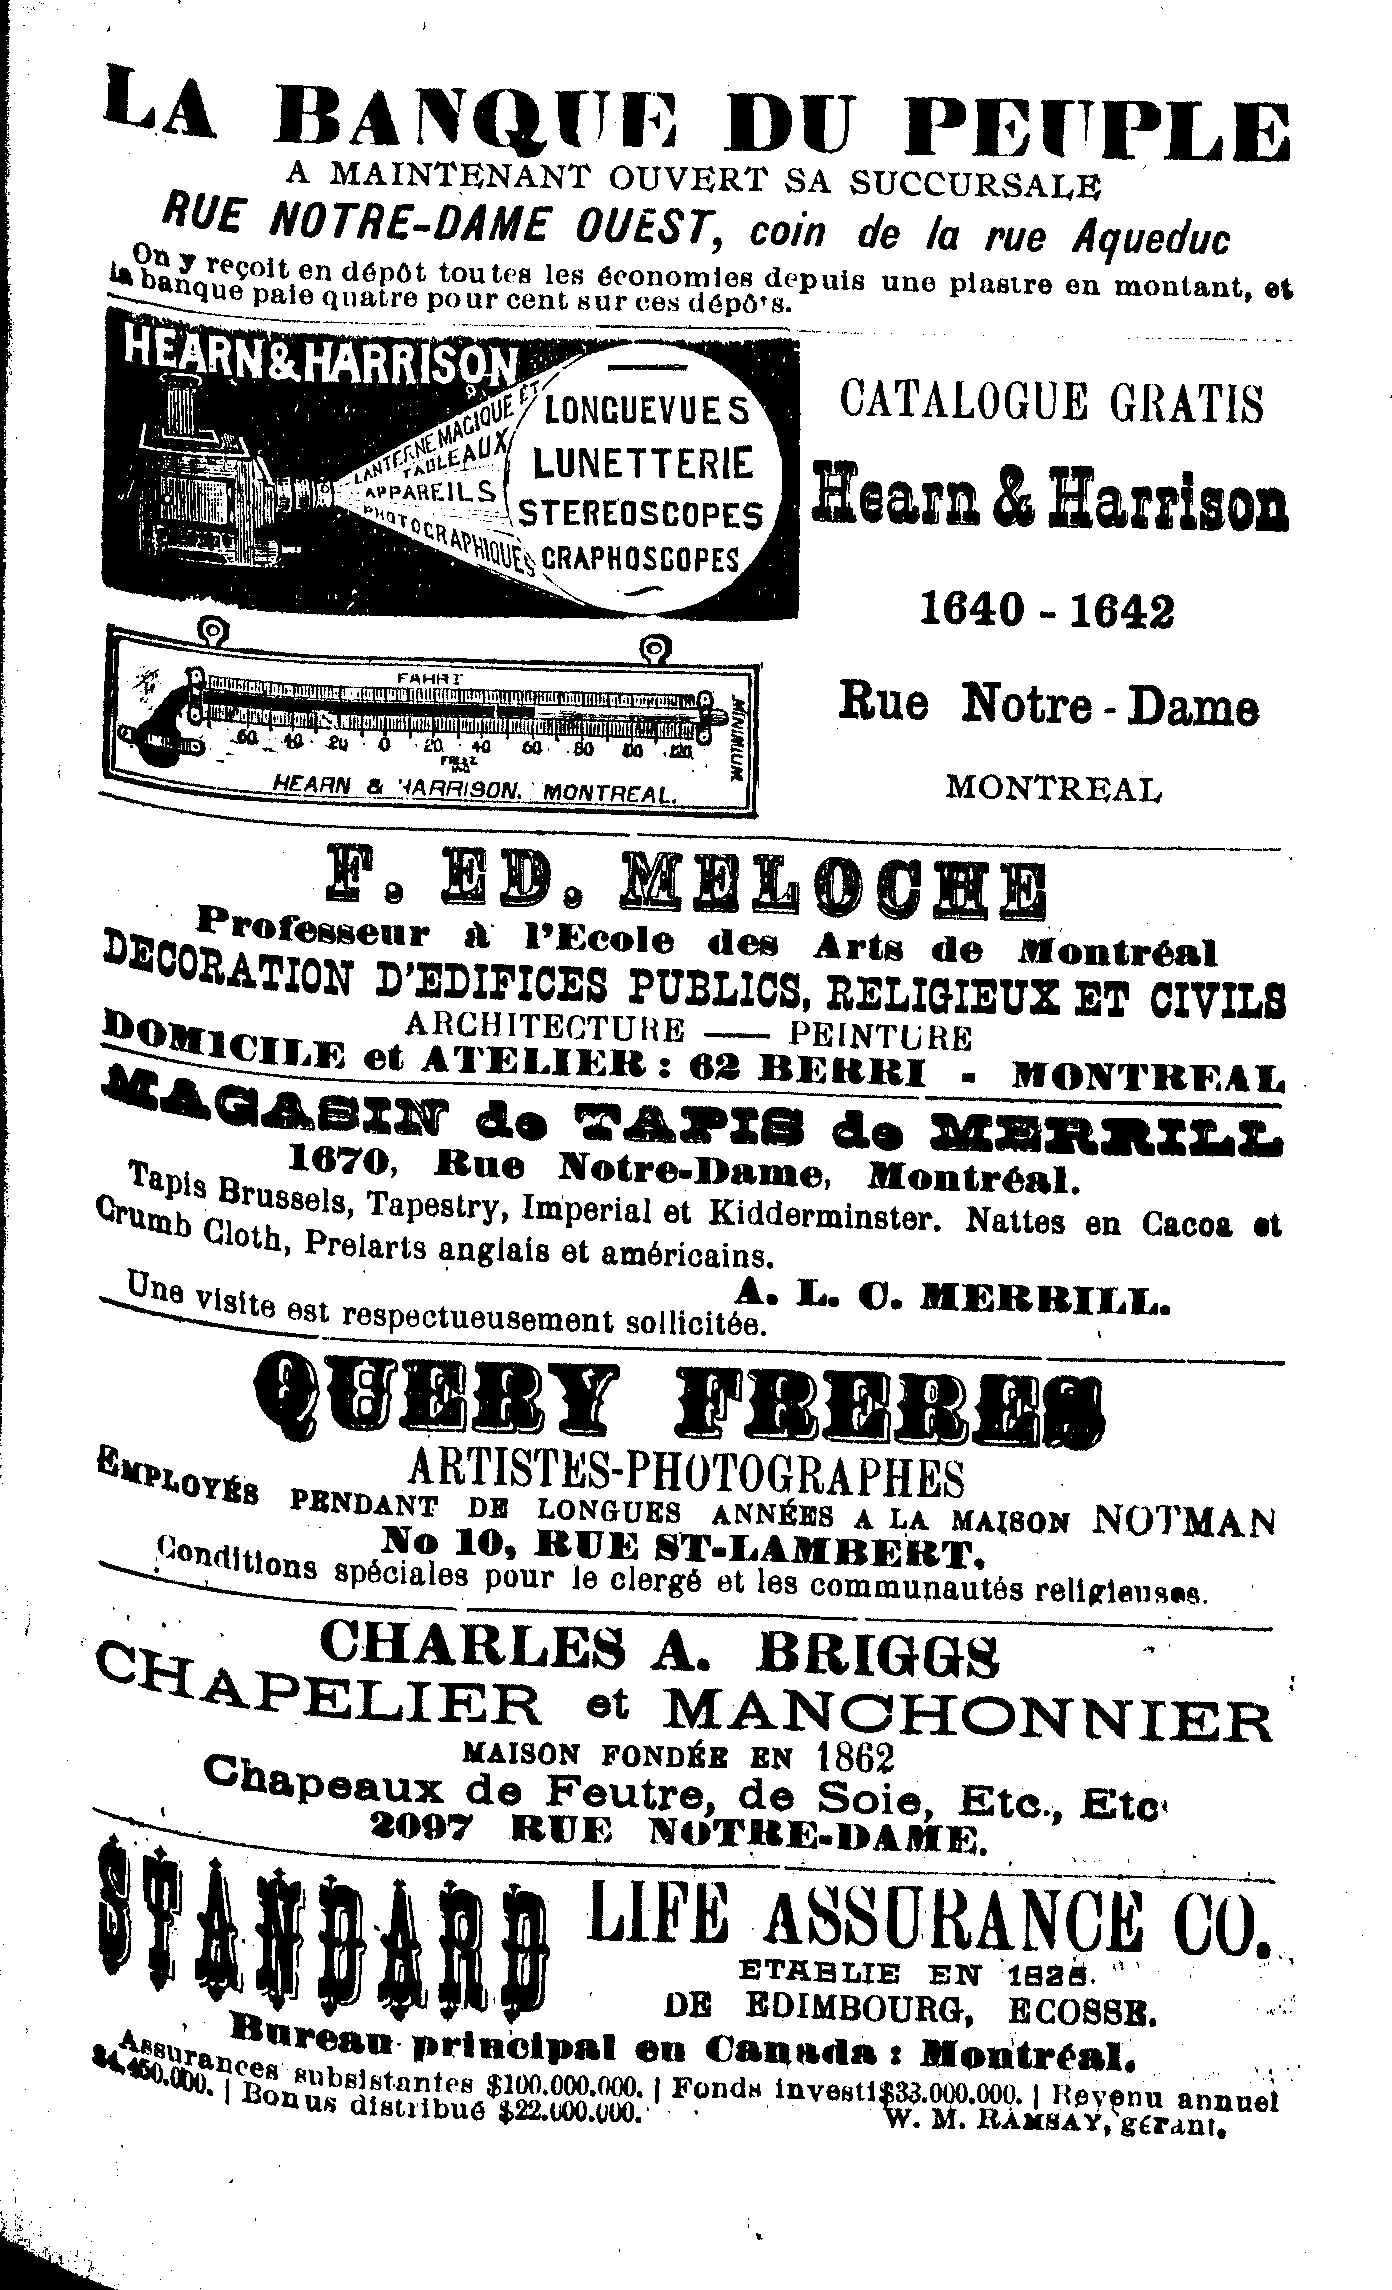 LA BANQUE DU PEUPLE
A MAINTENANT OUVERT SA SUCCURSALE
RUE NOTRE-DAME OUEST, coin de la rue Aqueduc
On y reçoit en dépôt toutes les économies depuis une piastre en montant, et
la banque paie quatre pour cent sur ces dépô's.
HEARN & HARRISON
LANTERNE MAGIQUE ET
TABLEAUX
APPAREILS
PHOTOGRAPHIQUES
LONGUEVUES
LUNETTERIE
STEREOSCOPES
GRAPHOSCOPES
CATALOGUE GRATIS
Hearn & Harrison
1640 - 1642
Rue Notre-Dame
MONTREAL
FAHRT
MINIMUM
60 40 20 0 20 40 60 80 100 120
HEARN & HARRISON. MONTREAL.
F. ED. MELOCHE
Professeur à l'Ecole des Arts de Montréal
DECORATION D'EDIFICES PUBLICS, RELIGIEUX ET CIVILS
ARCHITECTURE —— PEINTURE
DOMICILE et ATELIER : 62 BERRI - MONTREAL
MAGASIN de TAPIS de MERRILL
1670, Rue Notre-Dame, Montréal.
Tapis Brussels, Tapestry, Imperial et Kidderminster. Nattes en Cacoa et
Crumb Cloth, Prelarts anglais et américains.
A. L. C. MERRILL.
Une visite est respectueusement sollicitée.
QUERY FRERES
ARTISTES-PHOTOGRAPHES
EMPLOYÉS PENDANT DE LONGUES ANNÉES A LA MAISON NOTMAN
No 10, RUE ST-LAMBERT.
Conditions spéciales pour le clergé et les communautés religieuses.
CHARLES A. BRIGGS
CHAPELIER et MANCHONNIER
MAISON FONDÉE EN 1862
Chapeaux de Feutre, de Soie, Etc., Etc
2097 RUE NOTRE-DAME.
STANDARD LIFE ASSURANCE CO.
ETABLIE EN
DE EDIMBOURG, ECOSSE.
Bureau principal en Canada : Montréal.
Assurances subsistantes $100.000.000. | Fonds investi $33.000.000. | Revenu annuel
$4.450.000. | Bonus distribué $22.000.000.
W. M. RAMSAY, gérant.